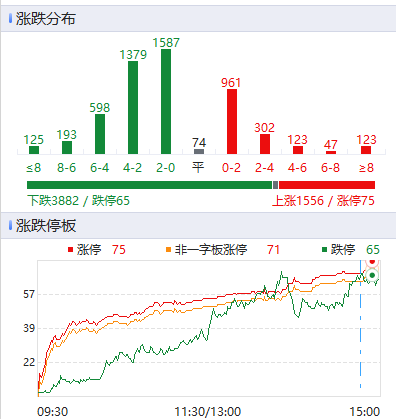 涨跌分布
125 193 598 1379 1587 74 961 302 123 47 123
≤8 8-6 6-4 4-2 2-0 平 0-2 2-4 4-6 6-8 ≥8
下跌3882 / 跌停65 上涨1556 / 涨停75
涨跌停板
涨停 75 非一字板涨停 71 跌停 65
57
39
22
09:30 11:30/13:00 15:00